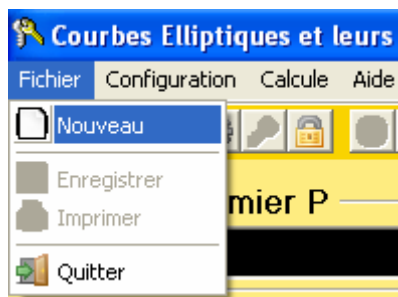 Courbes Elliptiques et leurs
Fichier Configuration Calcule Aide
Nouveau
Enregistrer
mier P
Imprimer
Quitter